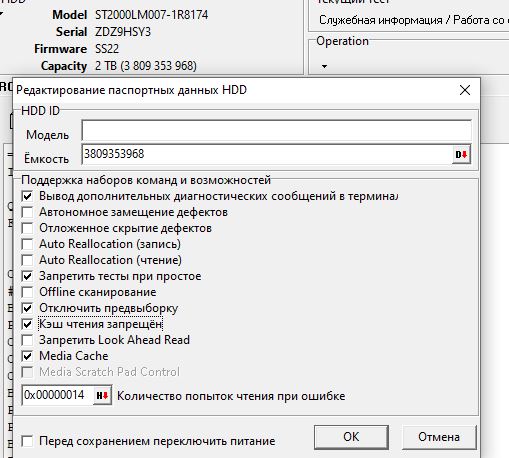 HDD
Model ST2000LM007-1R8174
Serial ZDZ9HSY3
Firmware SS22
Capacity 2 TB (3 809 353 968)
Текущий тест
Служебная информация / Работа со с
Operation
Редактирование паспортных данных HDD
HDD ID
Модель
Ёмкость 3809353968 D
Поддержка наборов команд и возможностей
Вывод дополнительных диагностических сообщений в терминал
Автономное замещение дефектов
Отложенное скрытие дефектов
Auto Reallocation (запись)
Auto Reallocation (чтение)
Запретить тесты при простое
Offline сканирование
Отключить предвыборку
Кэш чтения запрещён
Запретить Look Ahead Read
Media Cache
Media Scratch Pad Control
0x00000014 H Количество попыток чтения при ошибке
Перед сохранением переключить питание
OK
Отмена